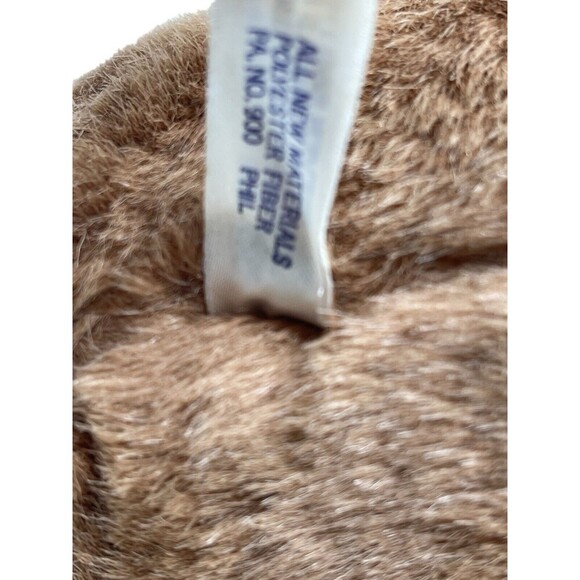 ALL NEW MATERIALS
POLYESTER FIBER
PA. NO. 900 PHIL.